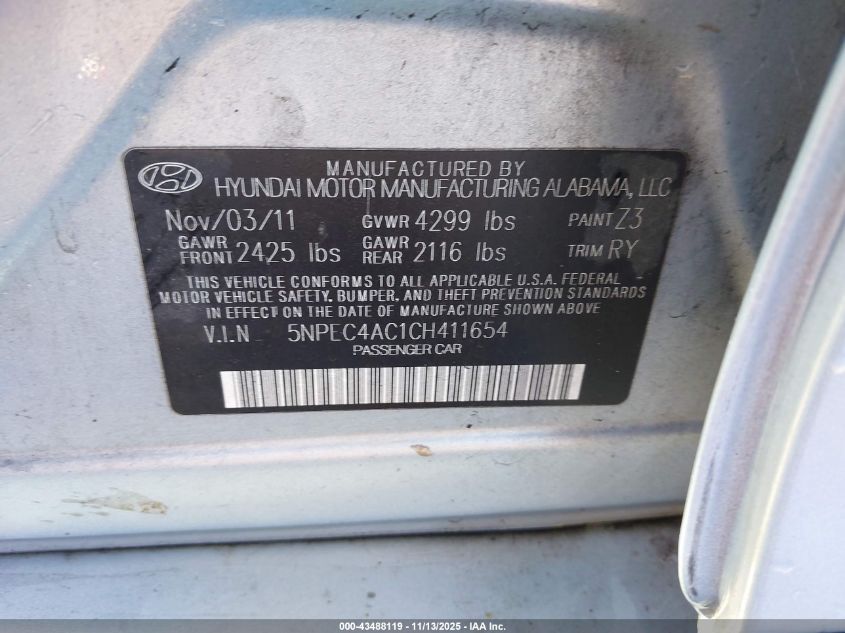 MANUFACTURED BY
HYUNDAI MOTOR MANUFACTURING ALABAMA, LLC
Nov/03/11 GVWR 4299 lbs PAINT Z3
GAWR FRONT 2425 lbs GAWR REAR 2116 lbs TRIM RY
THIS VEHICLE CONFORMS TO ALL APPLICABLE U.S.A. FEDERAL
MOTOR VEHICLE SAFETY, BUMPER, AND THEFT PREVENTION STANDARDS
IN EFFECT ON THE DATE OF MANUFACTURE SHOWN ABOVE
V.I.N 5NPEC4AC1CH411654
PASSENGER CAR
000-43488119 - 11/13/2025 - IAA Inc.